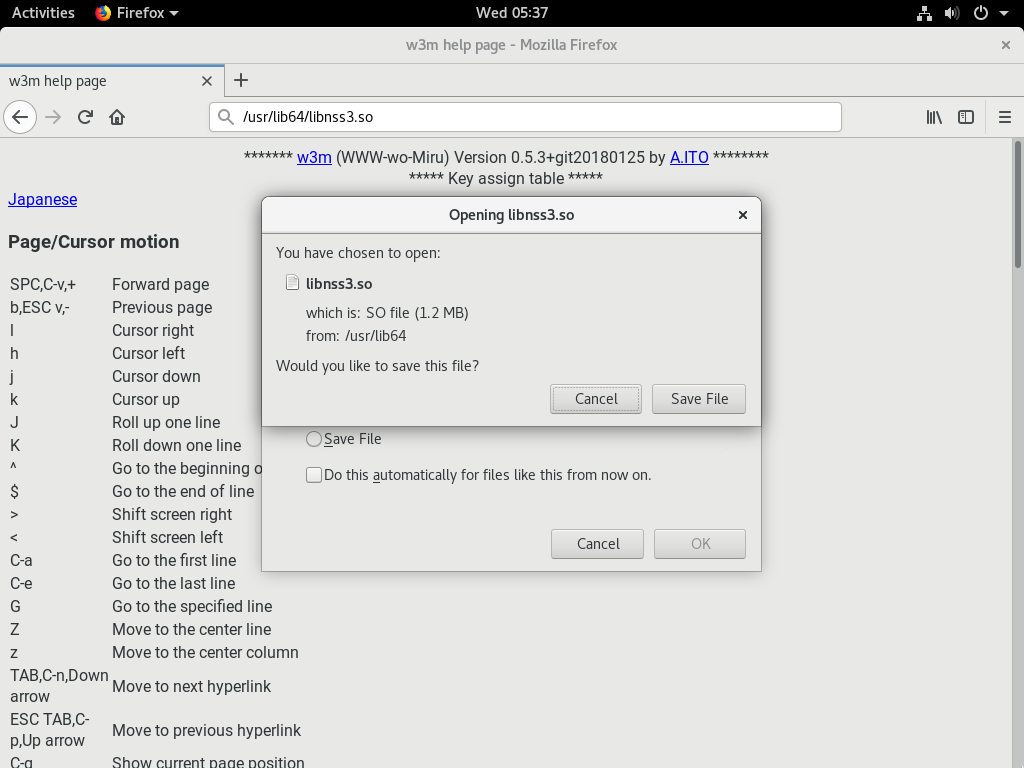 Activities Firefox Wed 05:37
w3m help page - Mozilla Firefox
w3m help page
/usr/lib64/libnss3.so
******* w3m (WWW-wo-Miru) Version 0.5.3+git20180125 by A.ITO ********
***** Key assign table *****
Japanese
Page/Cursor motion
SPC,C-v,+ Forward page
b,ESC v,- Previous page
l Cursor right
h Cursor left
j Cursor down
k Cursor up
J Roll up one line
K Roll down one line
^ Go to the beginning o
$ Go to the end of line
> Shift screen right
< Shift screen left
C-a Go to the first line
C-e Go to the last line
G Go to the specified line
Z Move to the center line
z Move to the center column
TAB,C-n,Down
arrow Move to next hyperlink
ESC TAB,C-
p,Up arrow Move to previous hyperlink
C-g Show current page position
Opening libnss3.so
You have chosen to open:
libnss3.so
which is: SO file (1.2 MB)
from: /usr/lib64
Would you like to save this file?
Cancel Save File
Save File
Do this automatically for files like this from now on.
Cancel OK